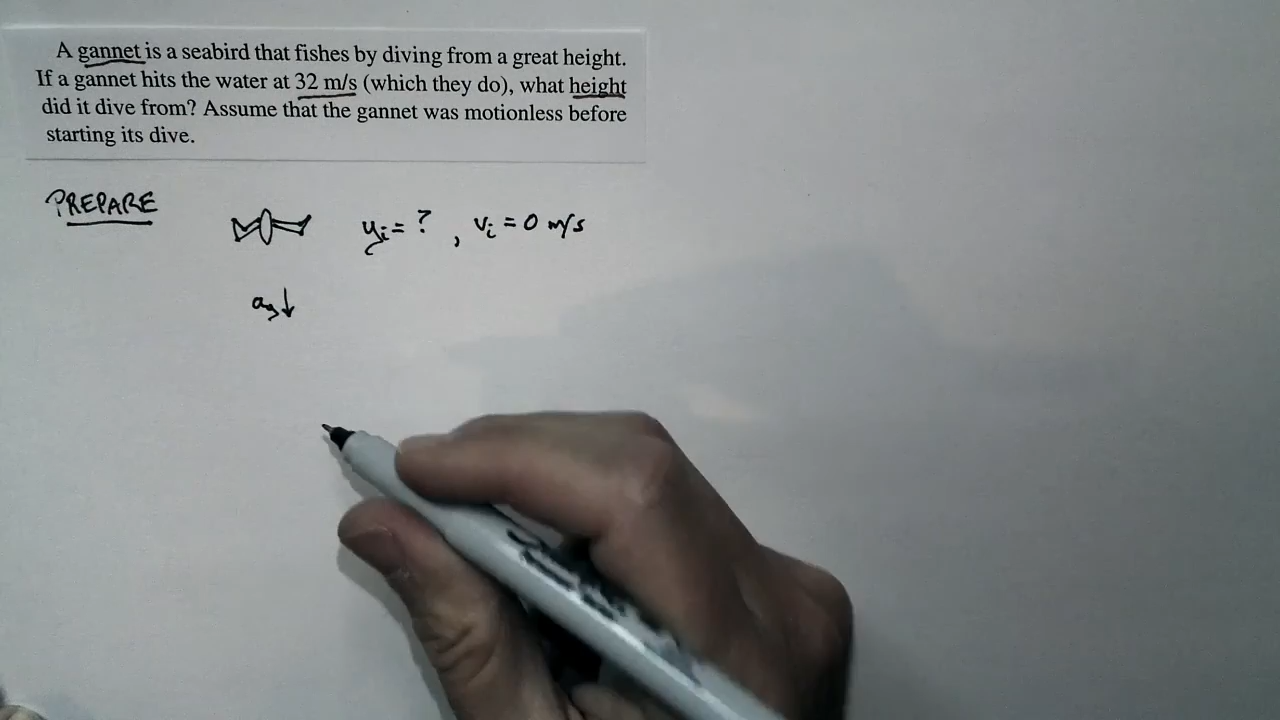 A gannet is a seabird that fishes by diving from a great height.
If a gannet hits the water at 32 m/s (which they do), what height
did it dive from? Assume that the gannet was motionless before
starting its dive.
PREPARE
yᵢ = ? , vᵢ = 0 m/s
a_g ↓